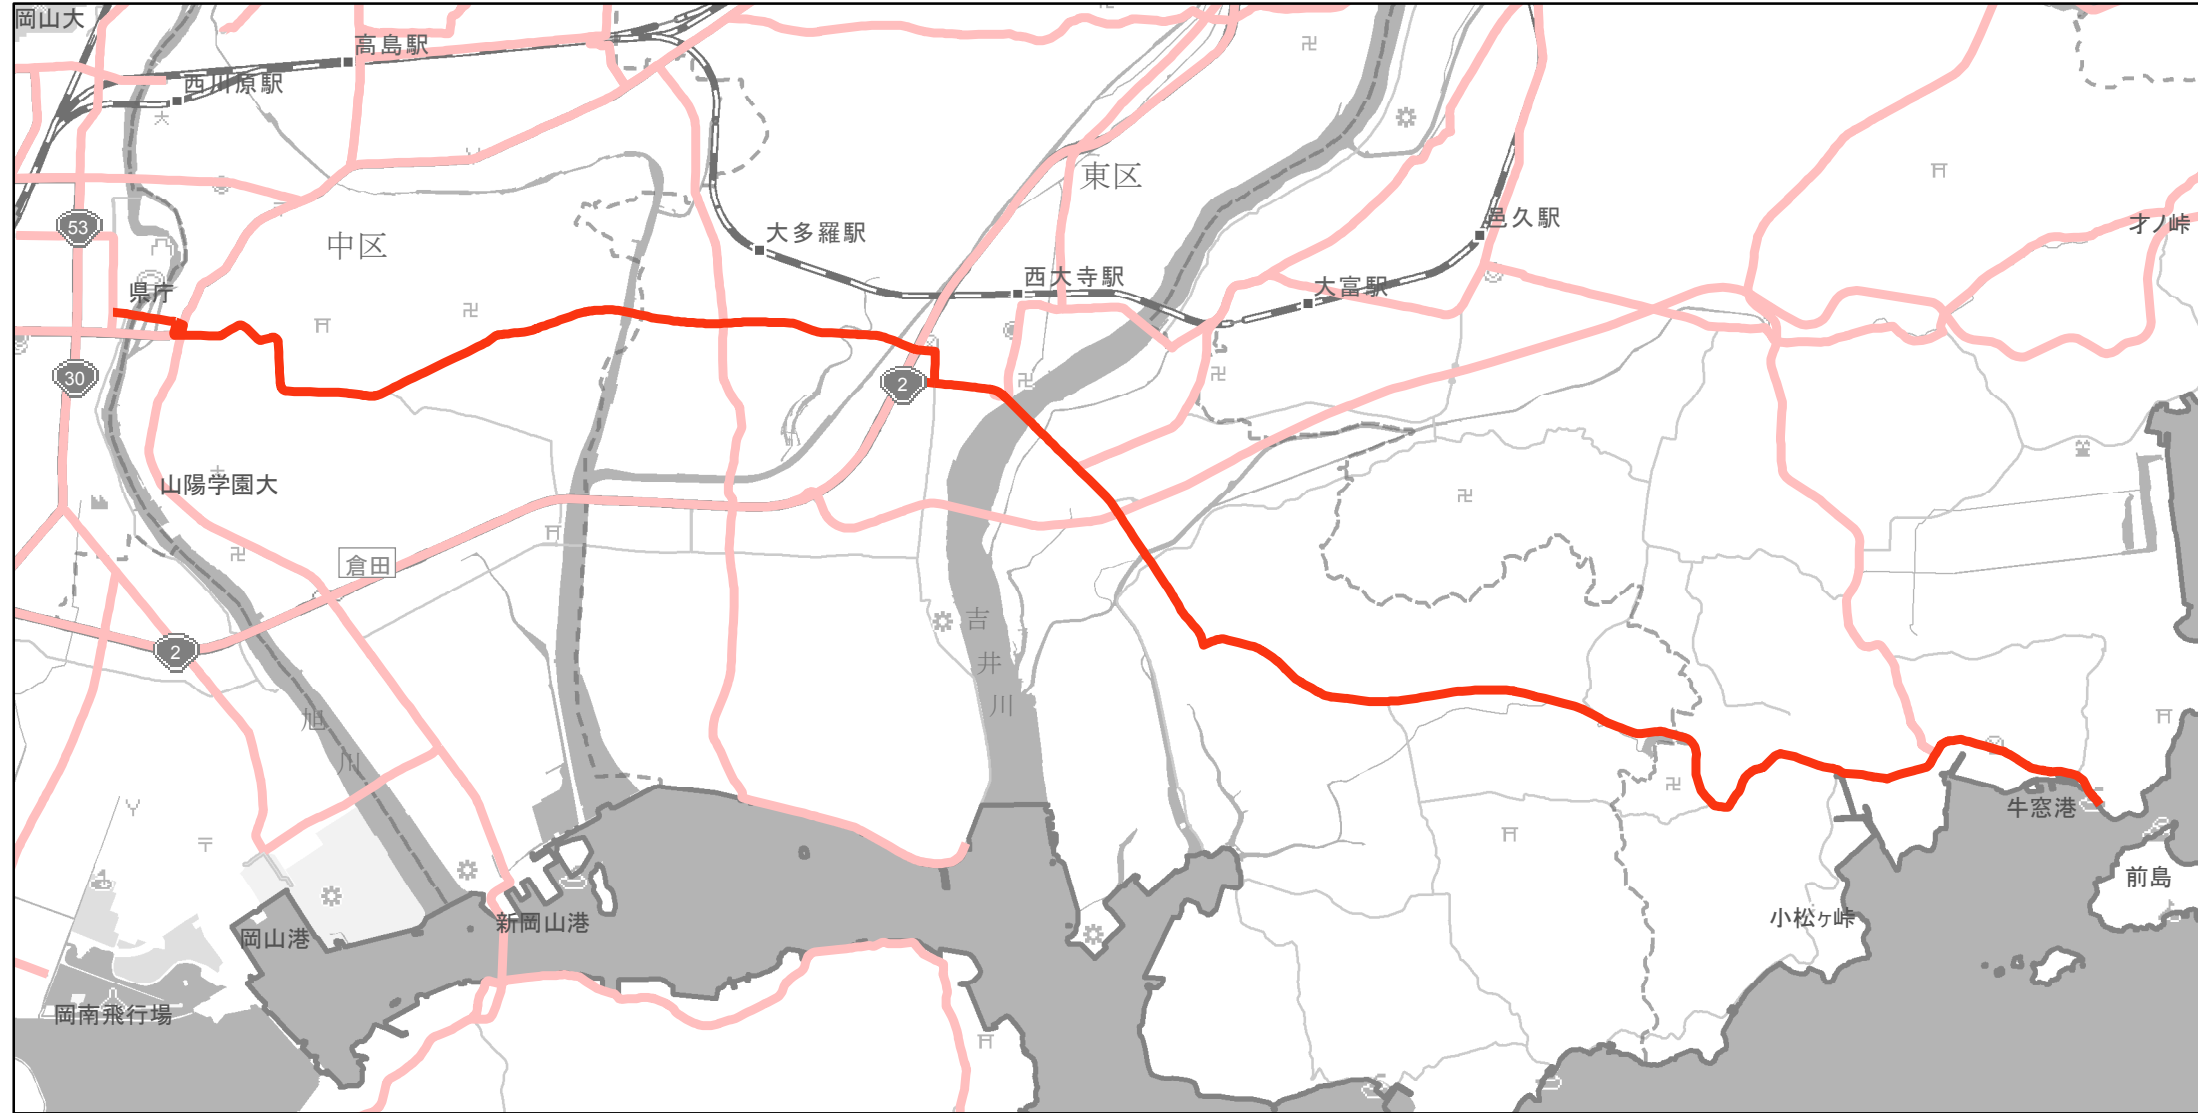 岡山大
高島駅
西川原駅
東区
53
中区
大多羅駅
邑久駅
才ノ峠
西大寺駅
大富駅
県庁
30
2
山陽学園大
倉田
吉井川
2
旭川
牛窓港
前島
小松ヶ峠
新岡山港
岡山港
岡南飛行場